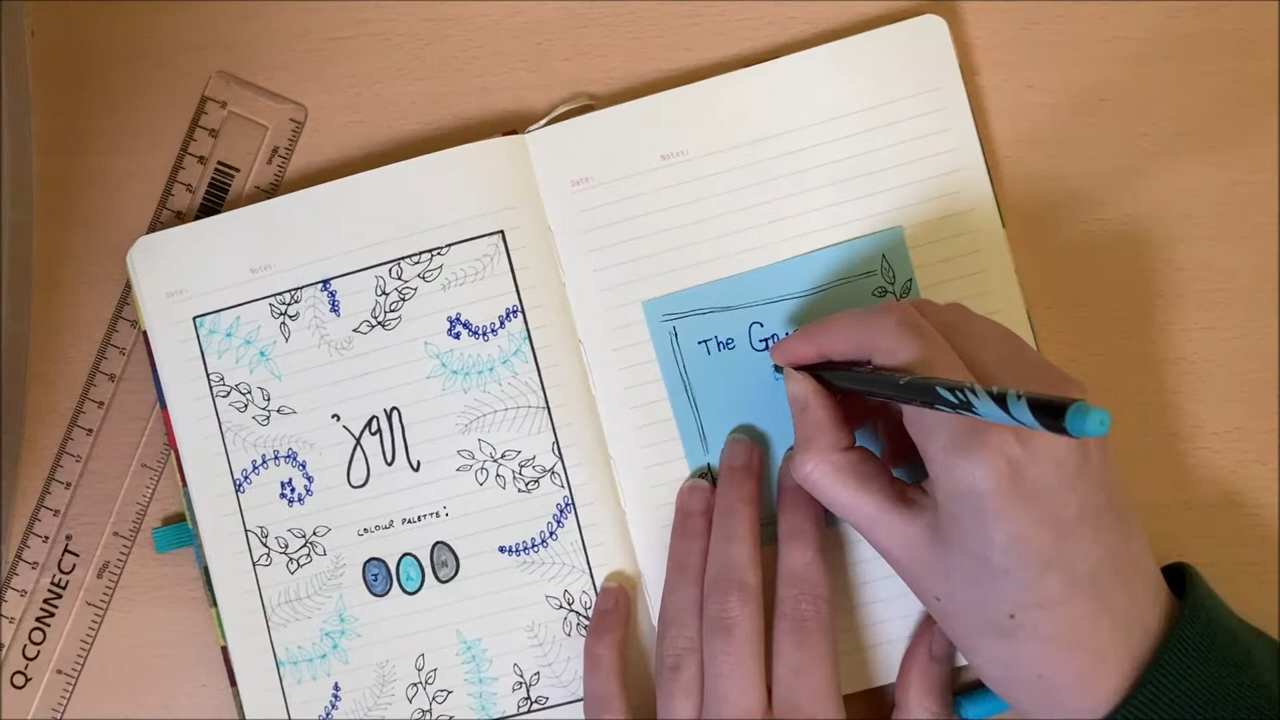 Notes:
Date:
jan
COLOUR PALETTE:
J A N
Notes:
Date:
The
Q-CONNECT®